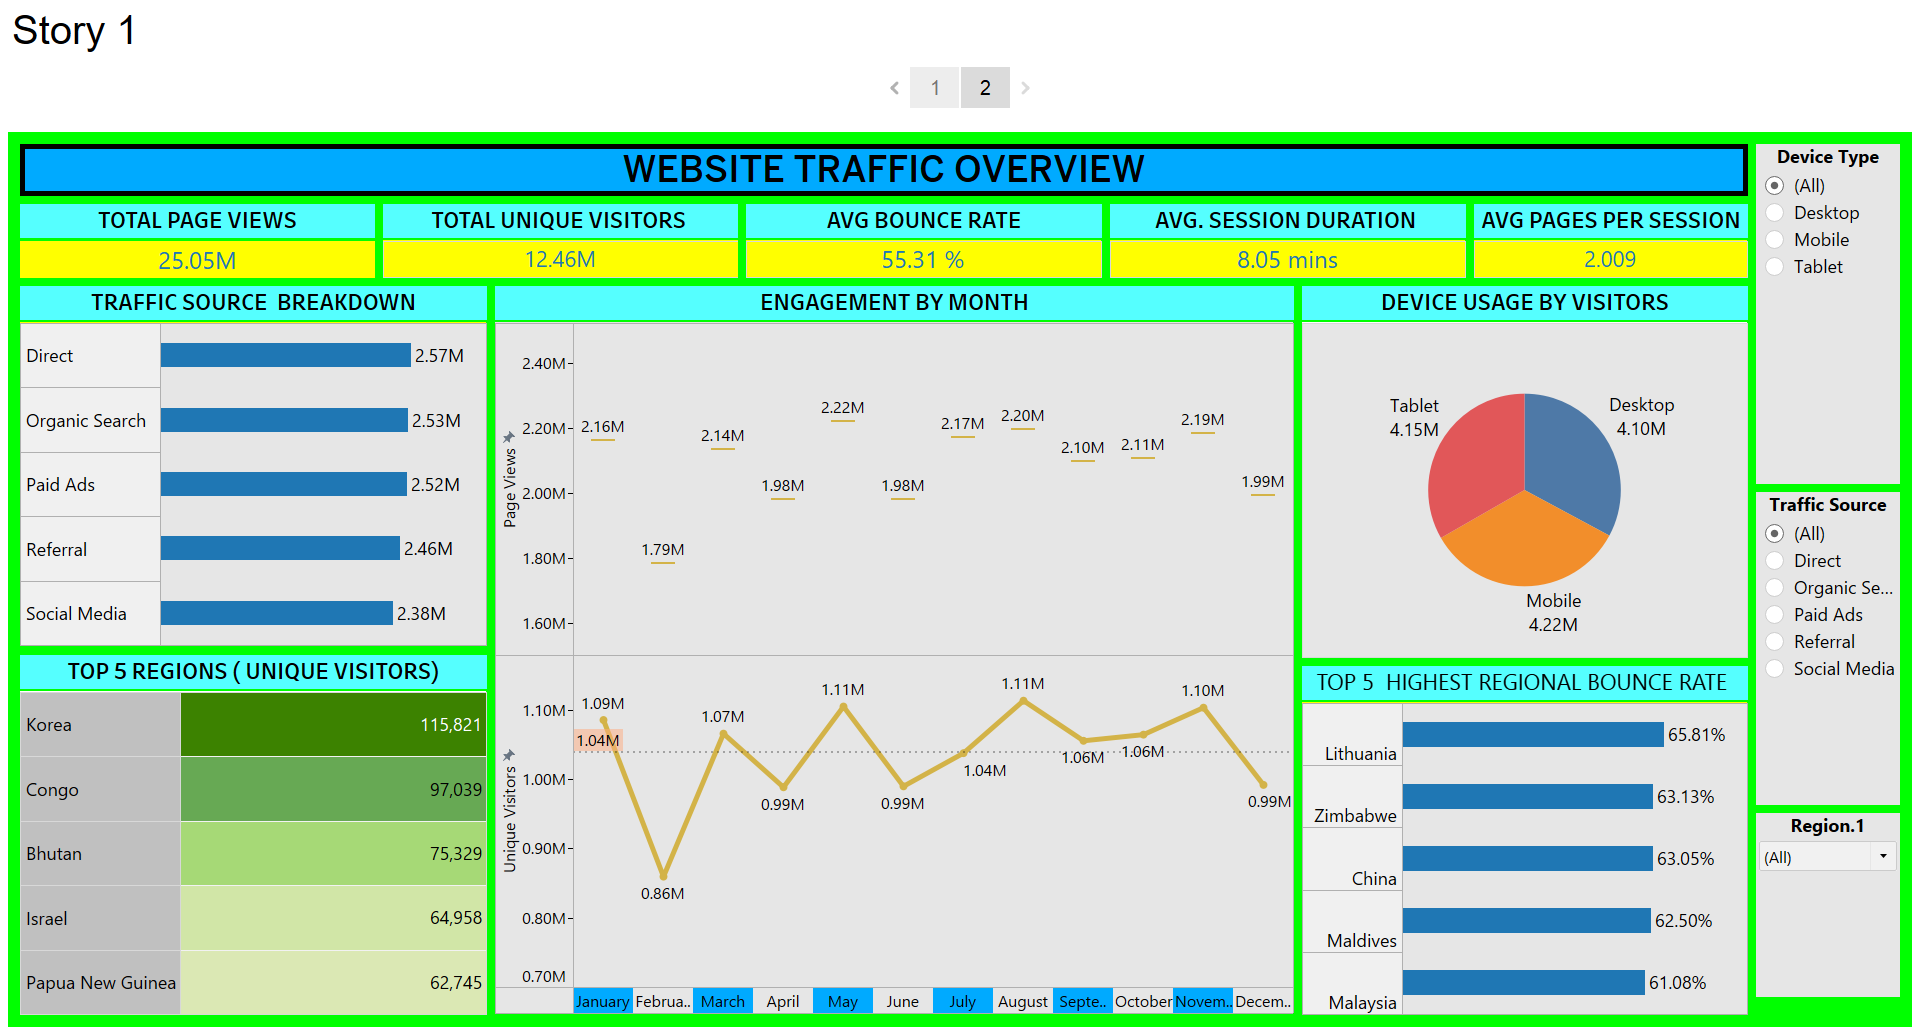 Story 1
1
2
WEBSITE TRAFFIC OVERVIEW
TOTAL PAGE VIEWS
25.05M
TOTAL UNIQUE VISITORS
12.46M
AVG BOUNCE RATE
55.31 %
AVG. SESSION DURATION
8.05 mins
AVG PAGES PER SESSION
2.009
TRAFFIC SOURCE BREAKDOWN
Direct 2.57M
Organic Search 2.53M
Paid Ads 2.52M
Referral 2.46M
Social Media 2.38M
TOP 5 REGIONS ( UNIQUE VISITORS)
Korea 115,821
Congo 97,039
Bhutan 75,329
Israel 64,958
Papua New Guinea 62,745
ENGAGEMENT BY MONTH
Page Views
2.40M
2.20M
2.00M
1.80M
1.60M
2.16M
1.79M
2.14M
1.98M
2.22M
1.98M
2.17M
2.20M
2.10M
2.11M
2.19M
1.99M
Unique Visitors
1.10M
1.00M
0.90M
0.80M
0.70M
1.09M
1.04M
0.86M
1.07M
0.99M
1.11M
0.99M
1.04M
1.11M
1.06M
1.06M
1.10M
0.99M
January Februa.. March April May June July August Septe.. October Novem.. Decem..
DEVICE USAGE BY VISITORS
Tablet
4.15M
Desktop
4.10M
Mobile
4.22M
TOP 5 HIGHEST REGIONAL BOUNCE RATE
Lithuania 65.81%
Zimbabwe 63.13%
China 63.05%
Maldives 62.50%
Malaysia 61.08%
Device Type
(All)
Desktop
Mobile
Tablet
Traffic Source
(All)
Direct
Organic Se...
Paid Ads
Referral
Social Media
Region.1
(All)